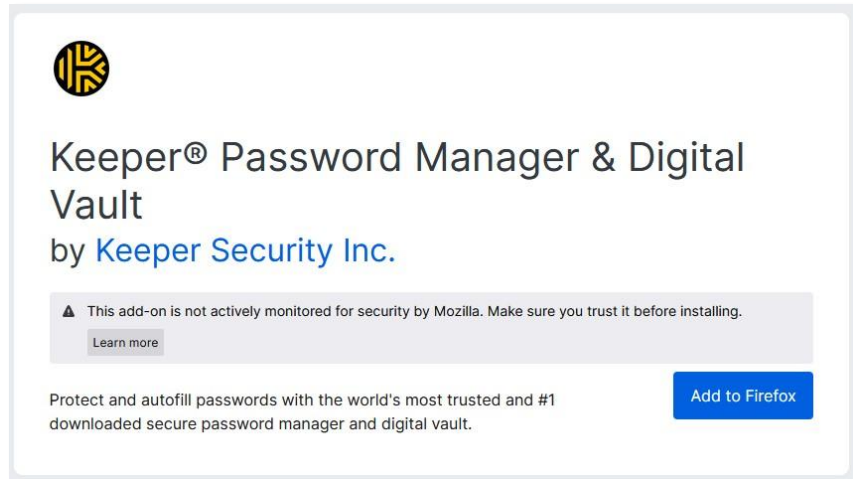 Keeper® Password Manager & Digital
Vault
by Keeper Security Inc.
This add-on is not actively monitored for security by Mozilla. Make sure you trust it before installing.
Learn more
Protect and autofill passwords with the world's most trusted and #1
downloaded secure password manager and digital vault.
Add to Firefox